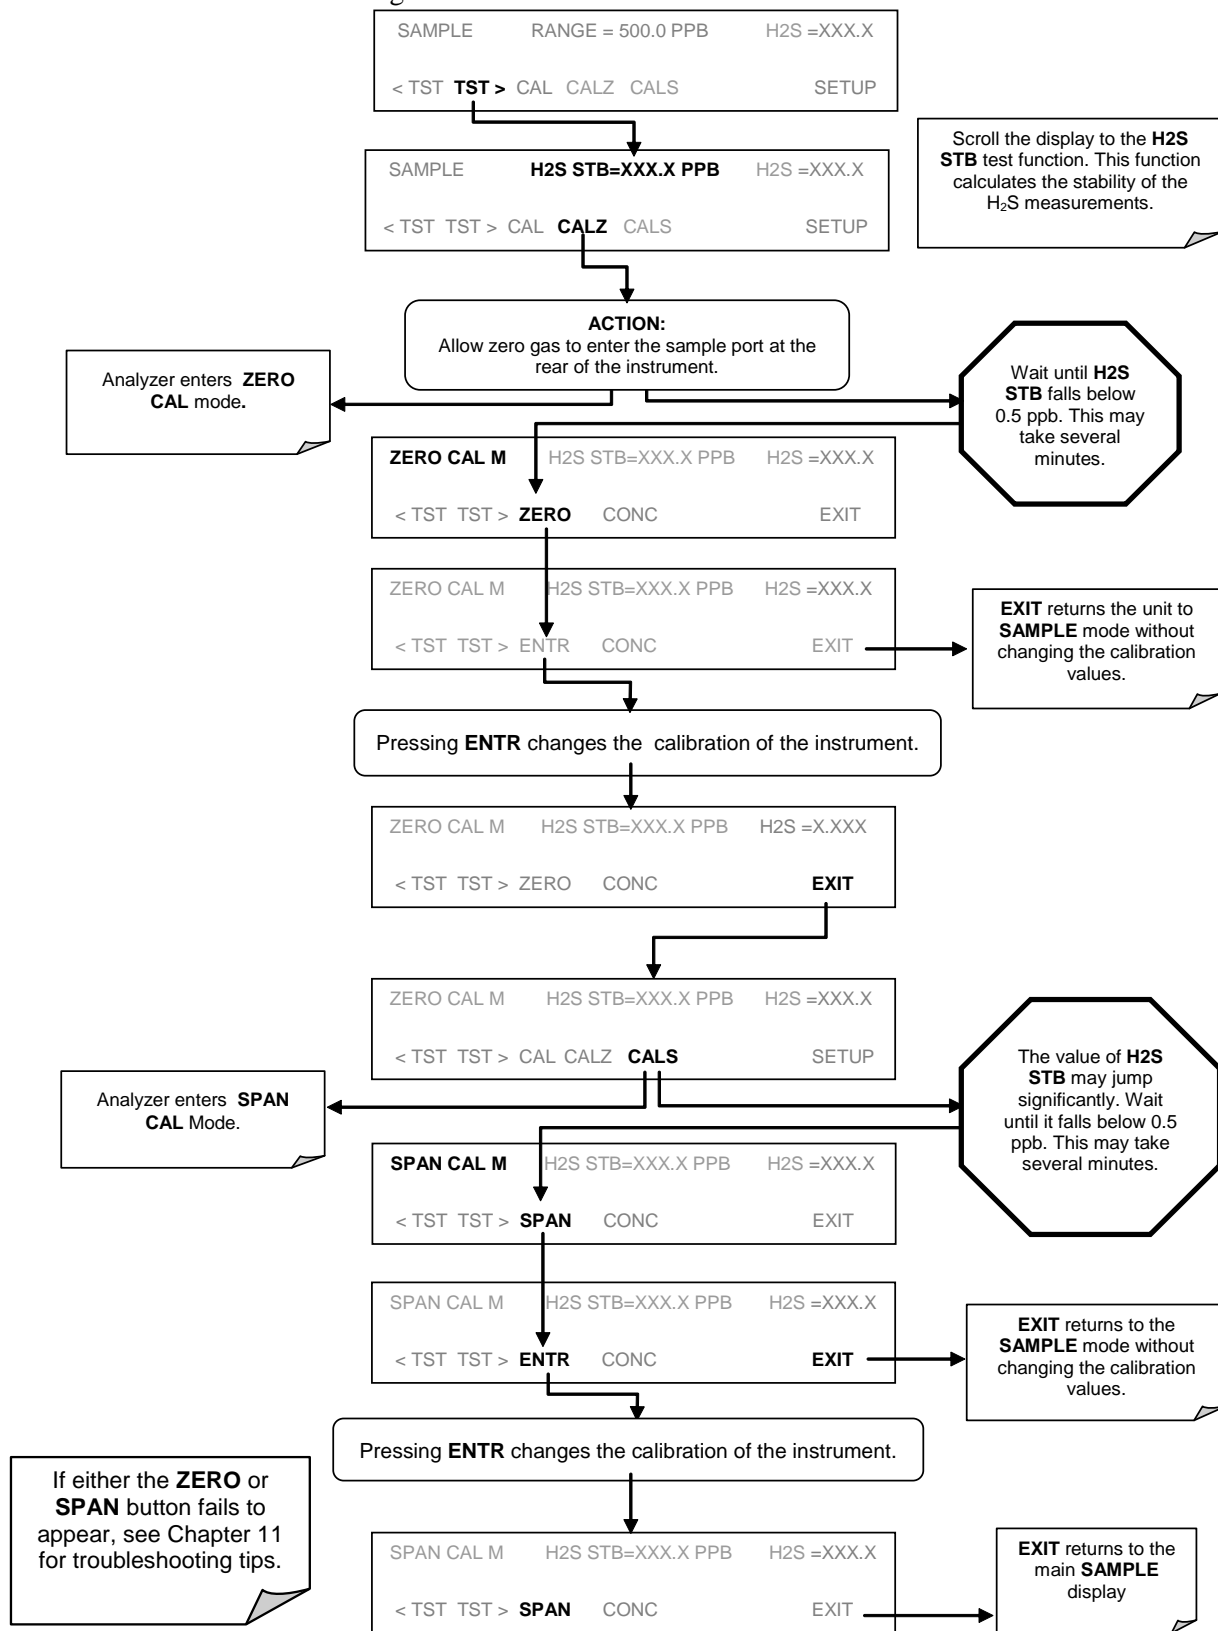 SAMPLE RANGE = 500.0 PPB H2S =XXX.X
< TST TST > CAL CALZ CALS SETUP
Scroll the display to the H2S
STB test function. This function
calculates the stability of the
H2S measurements.
SAMPLE H2S STB=XXX.X PPB H2S =XXX.X
< TST TST > CAL CALZ CALS SETUP
ACTION:
Allow zero gas to enter the sample port at the
rear of the instrument.
Analyzer enters ZERO
CAL mode.
Wait until H2S
STB falls below
0.5 ppb. This may
take several
minutes.
ZERO CAL M H2S STB=XXX.X PPB H2S =XXX.X
< TST TST > ZERO CONC EXIT
ZERO CAL M H2S STB=XXX.X PPB H2S =XXX.X
< TST TST > ENTR CONC EXIT
EXIT returns the unit to
SAMPLE mode without
changing the calibration
values.
Pressing ENTR changes the calibration of the instrument.
ZERO CAL M H2S STB=XXX.X PPB H2S =X.XXX
< TST TST > ZERO CONC EXIT
ZERO CAL M H2S STB=XXX.X PPB H2S =XXX.X
< TST TST > CAL CALZ CALS SETUP
The value of H2S
STB may jump
significantly. Wait
until it falls below 0.5
ppb. This may take
several minutes.
Analyzer enters SPAN
CAL Mode.
SPAN CAL M H2S STB=XXX.X PPB H2S =XXX.X
< TST TST > SPAN CONC EXIT
SPAN CAL M H2S STB=XXX.X PPB H2S =XXX.X
< TST TST > ENTR CONC EXIT
EXIT returns to the
SAMPLE mode without
changing the calibration
values.
Pressing ENTR changes the calibration of the instrument.
If either the ZERO or
SPAN button fails to
appear, see Chapter 11
for troubleshooting tips.
SPAN CAL M H2S STB=XXX.X PPB H2S =XXX.X
< TST TST > SPAN CONC EXIT
EXIT returns to the
main SAMPLE
display